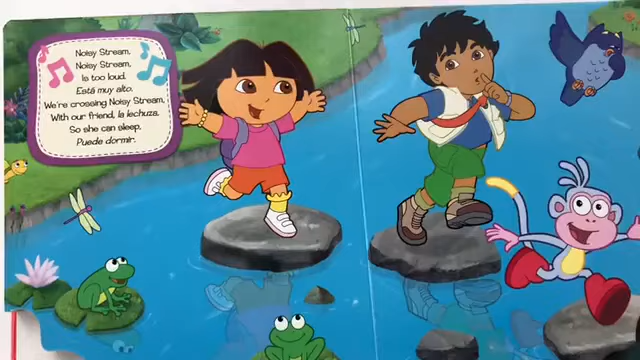 Noisy Stream,
Noisy Stream,
Is too loud.
Está muy alto.
We're crossing Noisy Stream,
With our friend, la lechuza,
So she can sleep,
Puede dormir.